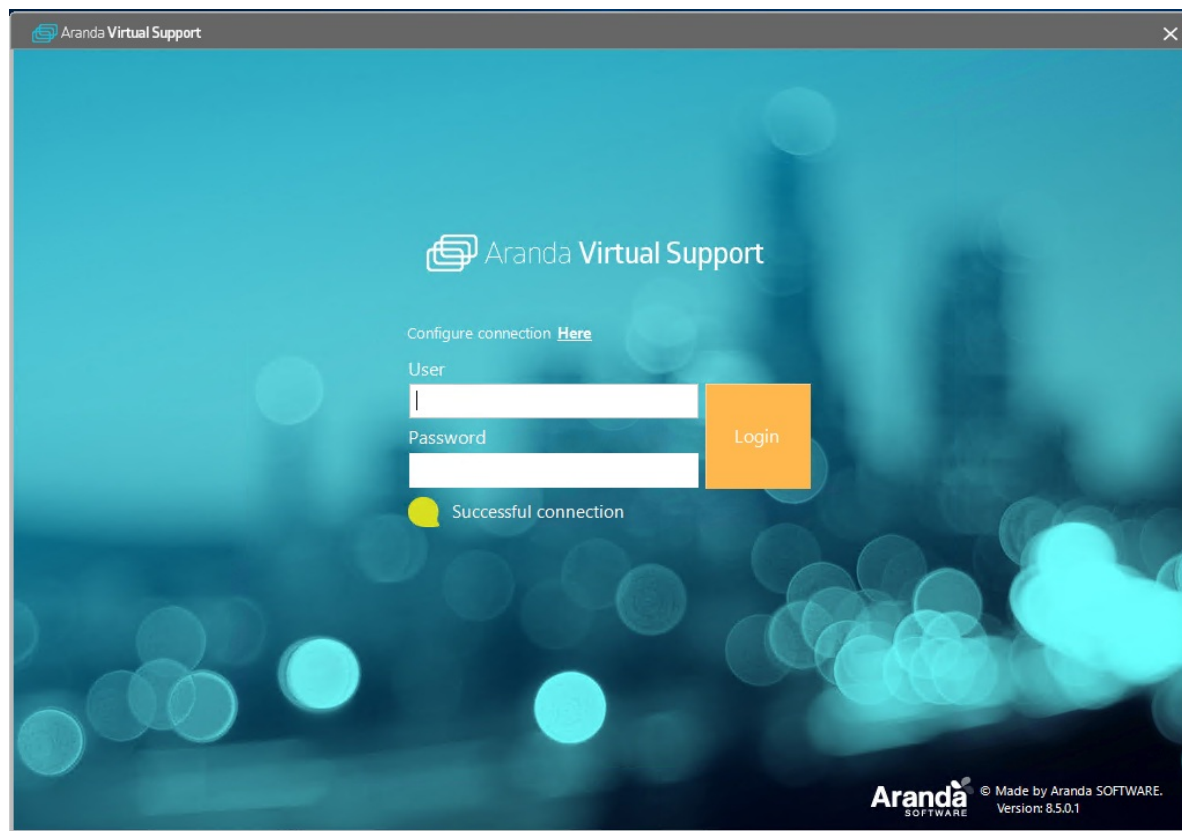 Aranda Virtual Support
Aranda Virtual Support
Configure connection Here
User
Password
Login
Successful connection
Aranda
SOFTWARE
© Made by Aranda SOFTWARE.
Version: 8.5.0.1